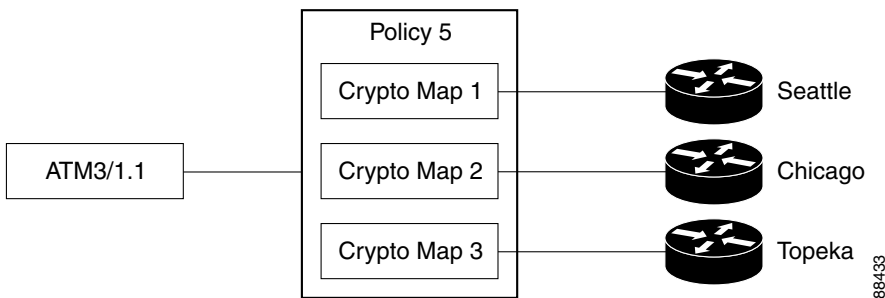 Policy 5
Crypto Map 1
Seattle
ATM3/1.1
Crypto Map 2
Chicago
Crypto Map 3
Topeka
88433